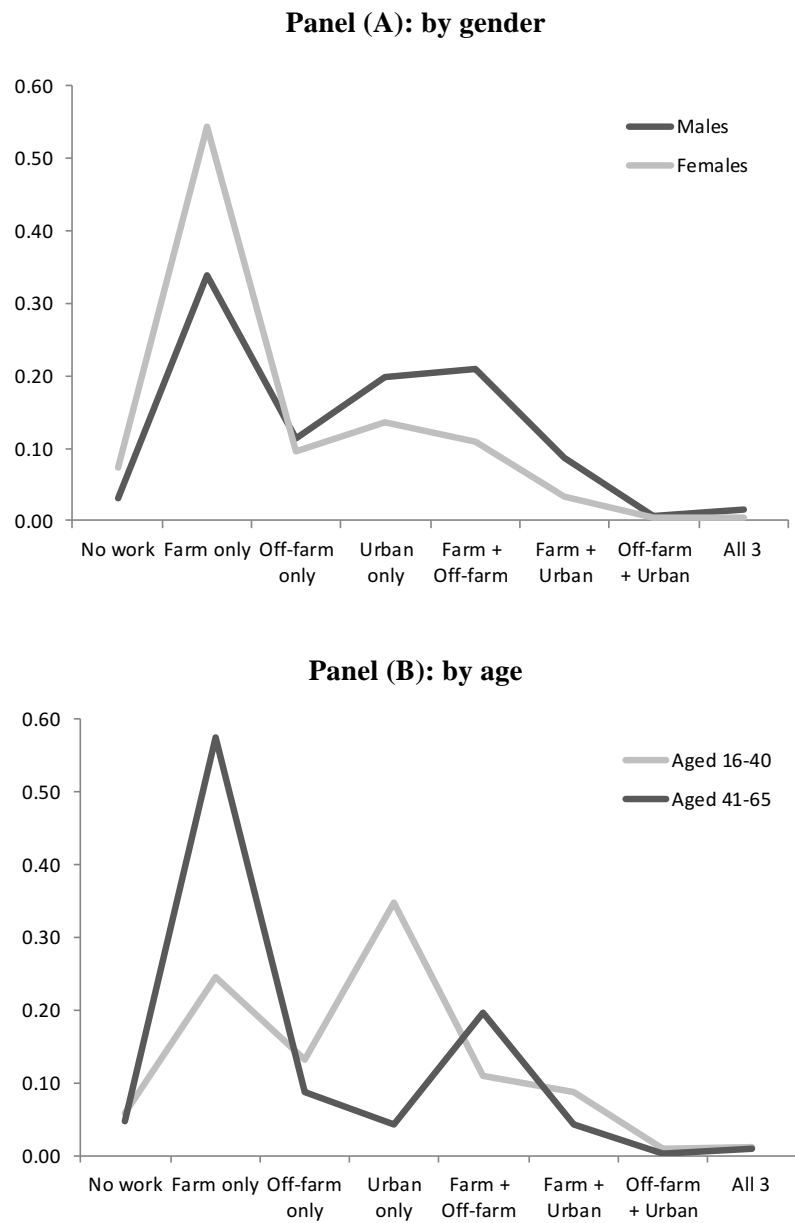 Panel (A): by gender
0.60
0.50
0.40
0.30
0.20
0.10
0.00
Males
Females
No work Farm only Off-farm only Urban only Farm + Off-farm Farm + Urban Off-farm + Urban All 3
Panel (B): by age
0.60
0.50
0.40
0.30
0.20
0.10
0.00
Aged 16-40
Aged 41-65
No work Farm only Off-farm only Urban only Farm + Off-farm Farm + Urban Off-farm + Urban All 3